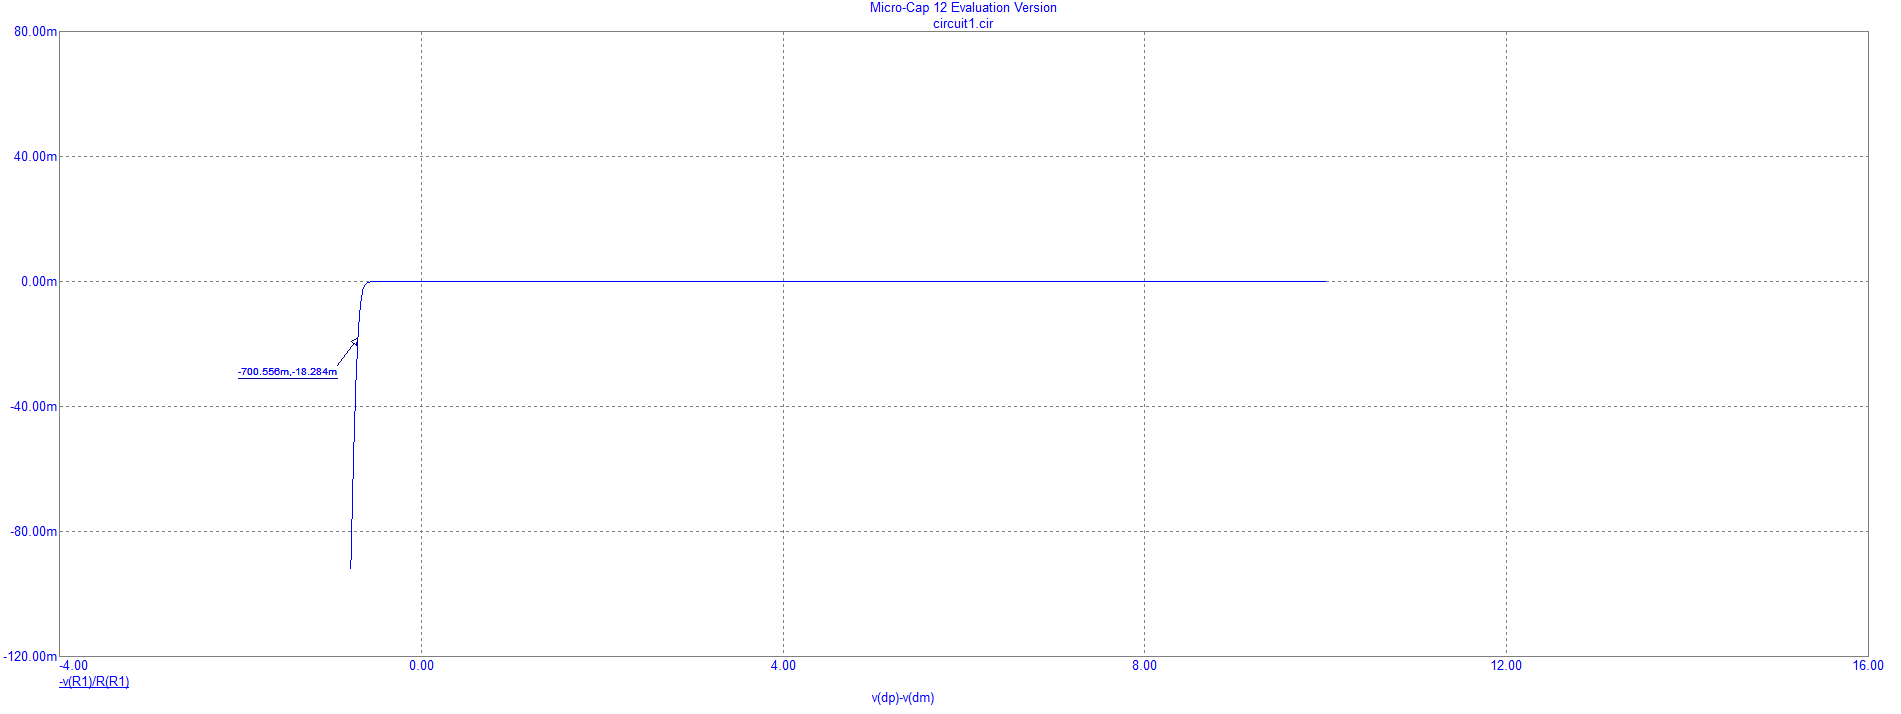 Micro-Cap 12 Evaluation Version
circuit1.cir
80.00m
40.00m
0.00m
-700.556m,-18.284m
-40.00m
-80.00m
-120.00m
-4.00 0.00 4.00 8.00 12.00 16.00
-v(R1)/R(R1)
v(dp)-v(dm)